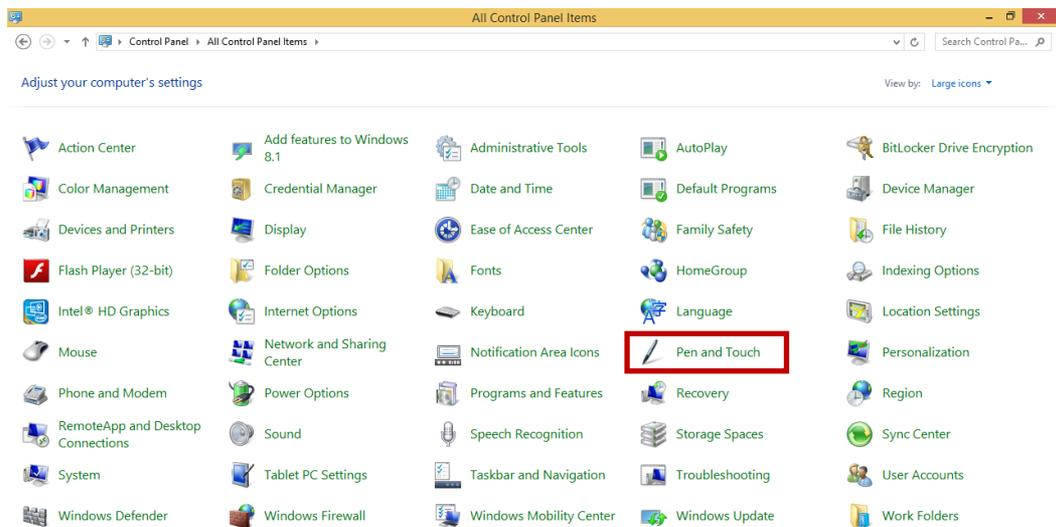 All Control Panel Items
Control Panel All Control Panel Items Search Control Pa...
Adjust your computer's settings
View by: Large icons
Action Center
Add features to Windows
8.1
Administrative Tools
AutoPlay
BitLocker Drive Encryption
Color Management
Credential Manager
Date and Time
Default Programs
Device Manager
Devices and Printers
Display
Ease of Access Center
Family Safety
File History
Flash Player (32-bit)
Folder Options
Fonts
HomeGroup
Indexing Options
Intel® HD Graphics
Internet Options
Keyboard
Language
Location Settings
Mouse
Network and Sharing
Center
Notification Area Icons
Pen and Touch
Personalization
Phone and Modem
Power Options
Programs and Features
Recovery
Region
RemoteApp and Desktop
Connections
Sound
Speech Recognition
Storage Spaces
Sync Center
System
Tablet PC Settings
Taskbar and Navigation
Troubleshooting
User Accounts
Windows Defender
Windows Firewall
Windows Mobility Center
Windows Update
Work Folders